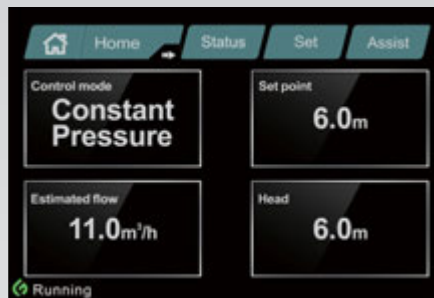 Home
Status
Set
Assist
Control mode
Constant
Pressure
Set point
6.0m
Estimated flow
11.0m³/h
Head
6.0m
Running